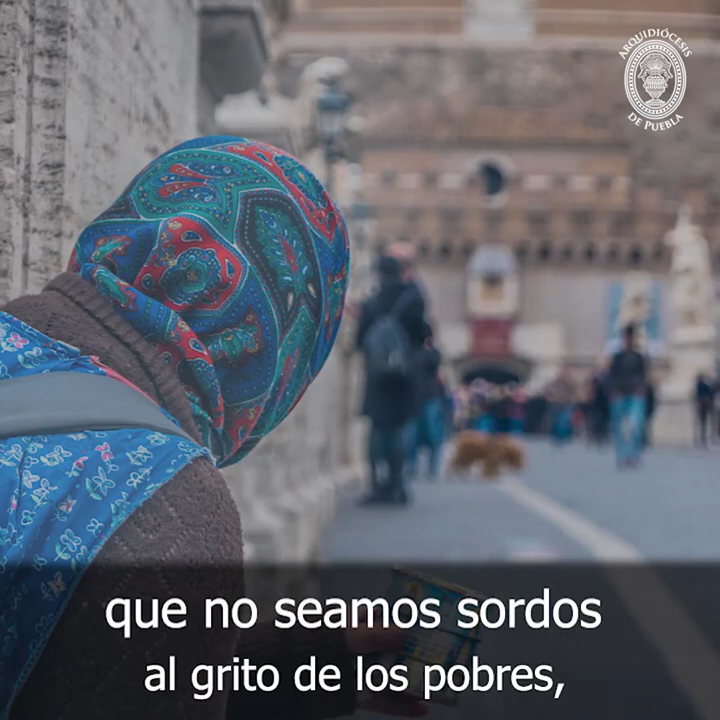 ARQUIDIÓCESIS
DE PUEBLA
que no seamos sordos
al grito de los pobres,